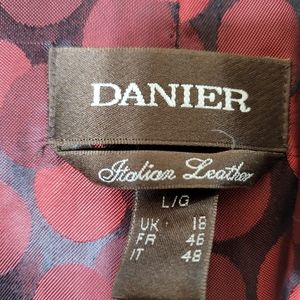 DANIER
Italian Leather
L/G
UK 18
FR 46
IT 48